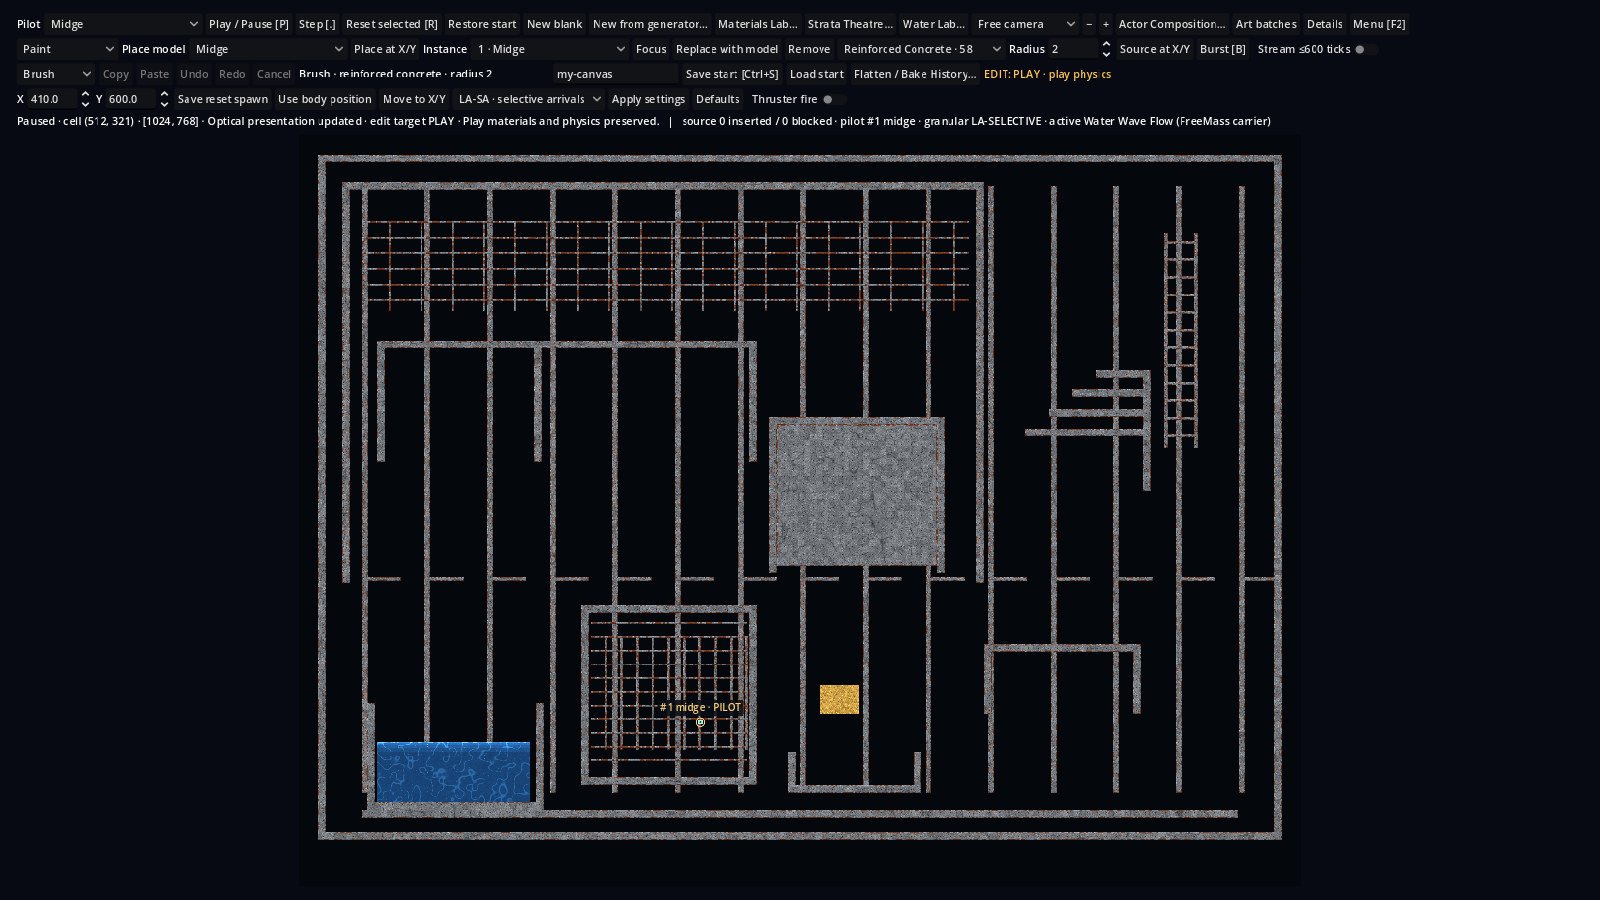 Pilot Midge Play / Pause [P] Step [.] Reset selected [R] Restore start New blank New from generator... Materials Lab... Strata Theatre... Water Lab... Free camera − + Actor Composition... Art batches Details Menu [F2]
Paint Place model Midge Place at X/Y Instance 1 · Midge Focus Replace with model Remove Reinforced Concrete · 58 Radius 2 Source at X/Y Burst [B] Stream ≤600 ticks
Brush Copy Paste Undo Redo Cancel Brush · reinforced concrete · radius 2 my-canvas Save start [Ctrl+S] Load start Flatten / Bake History... EDIT: PLAY · play physics
X 410.0 Y 600.0 Save reset spawn Use body position Move to X/Y LA-SA · selective arrivals Apply settings Defaults Thruster fire
Paused · cell (512, 321) · [1024, 768] · Optical presentation updated · edit target PLAY · Play materials and physics preserved. | source 0 inserted / 0 blocked · pilot #1 midge · granular LA-SELECTIVE · active Water Wave Flow (FreeMass carrier)
#1 midge · PILOT